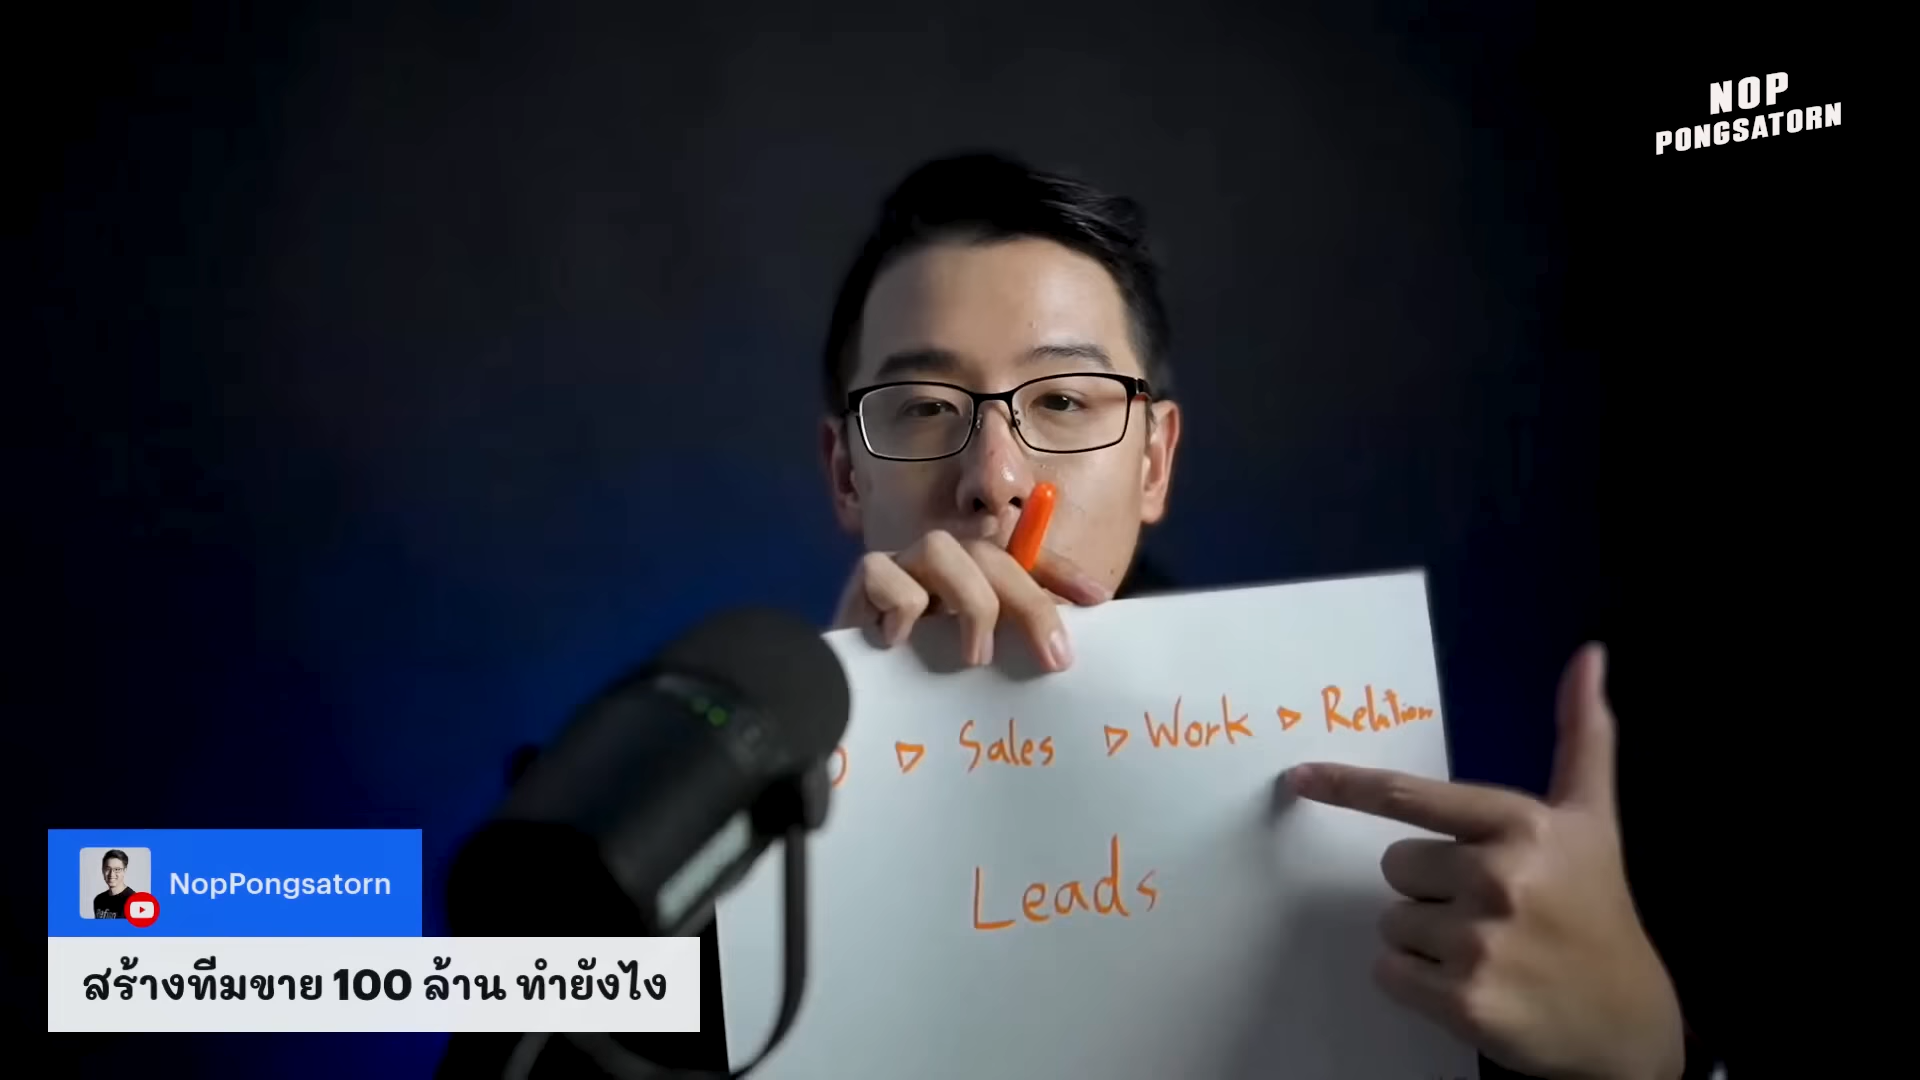 NOP
PONGSATORN
▷ Sales ▷ Work ▷ Relation
Leads
NopPongsatorn
สร้างทีมขาย 100 ล้าน ทำยังไง